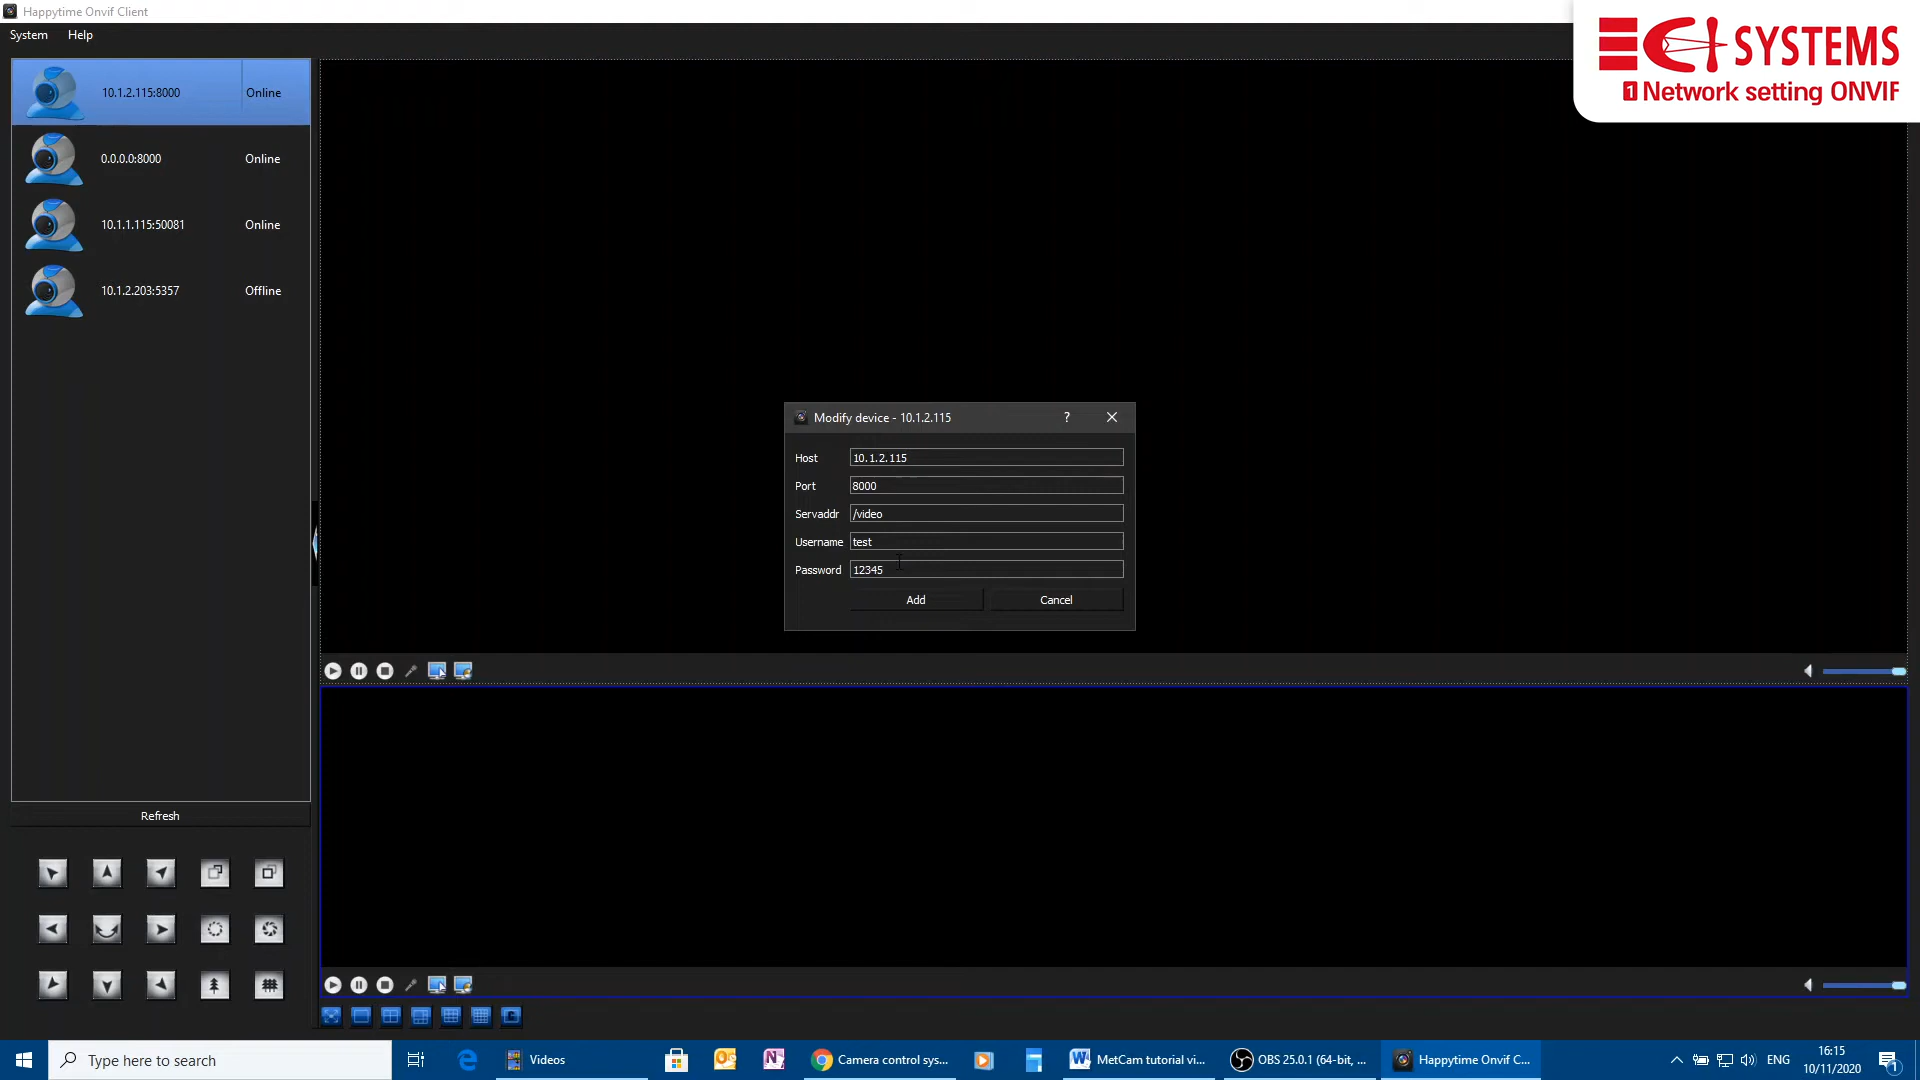 Happytime Onvif Client
System Help
ECI SYSTEMS
1 Network setting ONVIF
10.1.2.115:8000 Online
0.0.0.0:8000 Online
10.1.1.115:50081 Online
10.1.2.203:5357 Offline
Modify device - 10.1.2.115 ?
Host 10.1.2.115
Port 8000
Servaddr /video
Username test
Password 12345
Add Cancel
Refresh
Type here to search
Videos
Camera control sys...
MetCam tutorial vi...
OBS 25.0.1 (64-bit, ...
Happytime Onvif C...
ENG
16:15
10/11/2020
1